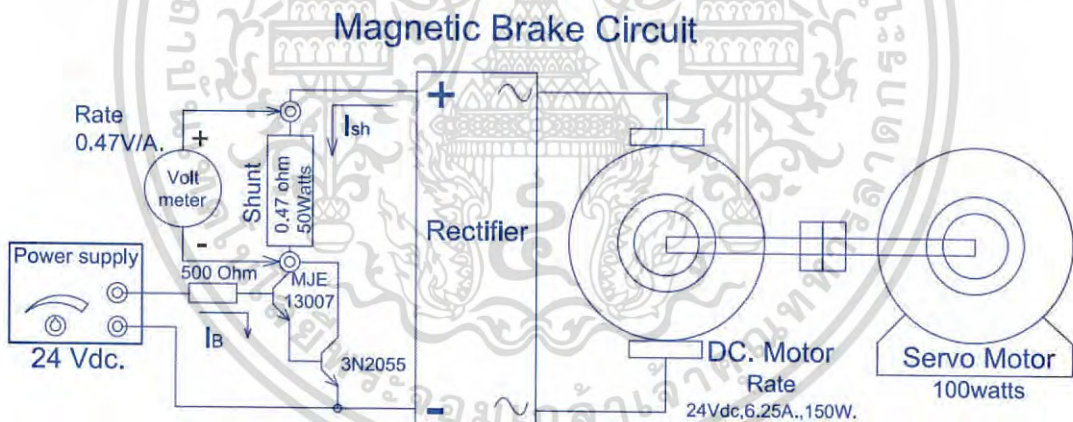 Magnetic Brake Circuit
Rate
0.47V/A.
+
Volt
meter
-
Shunt
0.47 ohm
50Watts
Ish
+
Rectifier
-
Power supply
24 Vdc.
500 Ohm
IB
MJE
13007
3N2055
DC. Motor
Rate
24Vdc,6.25A.,150W.
Servo Motor
100watts